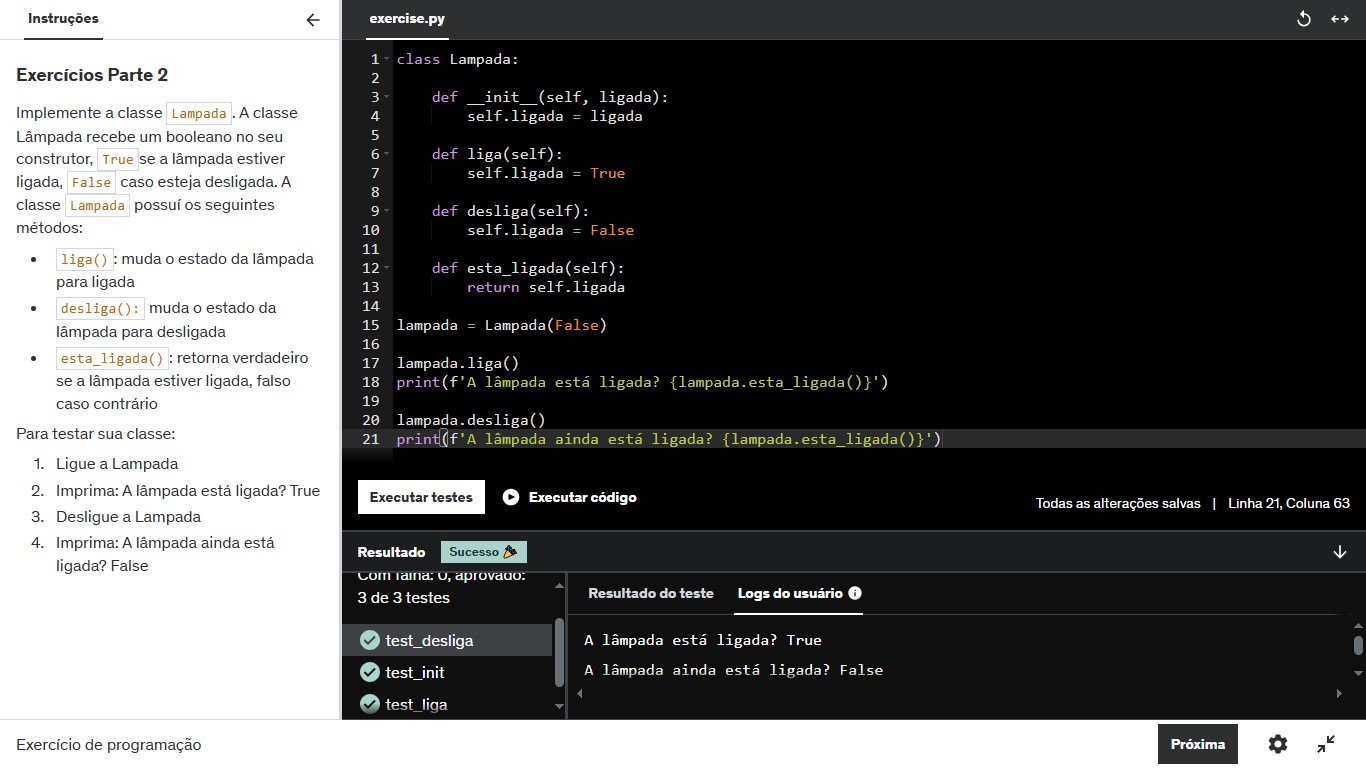 Instruções
exercise.py
Exercícios Parte 2
Implemente a classe Lampada. A classe
Lâmpada recebe um booleano no seu
construtor, True se a lâmpada estiver
ligada, False caso esteja desligada. A
classe Lampada possuí os seguintes
métodos:
liga(): muda o estado da lâmpada
para ligada
desliga(): muda o estado da
lâmpada para desligada
esta_ligada(): retorna verdadeiro
se a lâmpada estiver ligada, falso
caso contrário
Para testar sua classe:
1. Ligue a Lampada
2. Imprima: A lâmpada está ligada? True
3. Desligue a Lampada
4. Imprima: A lâmpada ainda está
ligada? False
1 class Lampada:
2
3     def __init__(self, ligada):
4         self.ligada = ligada
5
6     def liga(self):
7         self.ligada = True
8
9     def desliga(self):
10         self.ligada = False
11
12     def esta_ligada(self):
13         return self.ligada
14
15 lampada = Lampada(False)
16
17 lampada.liga()
18 print(f'A lâmpada está ligada? {lampada.esta_ligada()}')
19
20 lampada.desliga()
21 print(f'A lâmpada ainda está ligada? {lampada.esta_ligada()}')
Executar testes
Executar código
Todas as alterações salvas | Linha 21, Coluna 63
Resultado
Sucesso
Com falha: 0, aprovado:
3 de 3 testes
test_desliga
test_init
test_liga
Resultado do teste
Logs do usuário
A lâmpada está ligada? True
A lâmpada ainda está ligada? False
Exercício de programação
Próxima